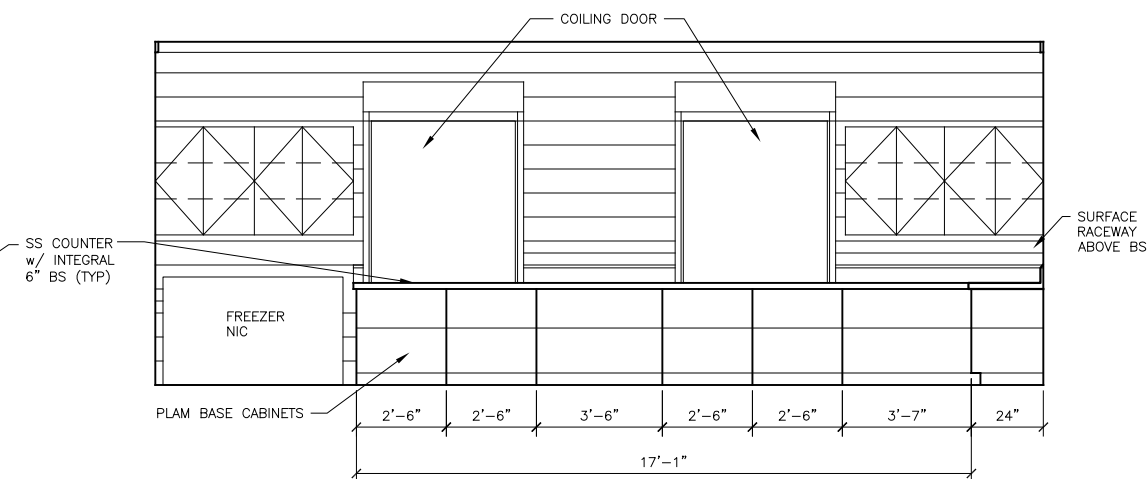 COILING DOOR
SS COUNTER
w/ INTEGRAL
6" BS (TYP)
SURFACE
RACEWAY
ABOVE BS
FREEZER
NIC
PLAM BASE CABINETS
2'-6" 2'-6" 3'-6" 2'-6" 2'-6" 3'-7" 24"
17'-1"